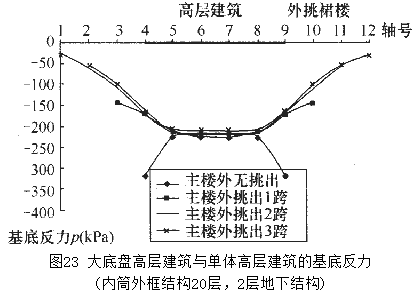 高层建筑 外挑裙楼
1 2 3 4 5 6 7 8 9 10 11 12 轴号
0
-50
-100
-150
-200
-250
-300
-350
-400
主楼外无挑出
主楼外挑出1跨
主楼外挑出2跨
主楼外挑出3跨
基底反力p(kPa)
图23 大底盘高层建筑与单体高层建筑的基底反力
(内筒外框结构20层，2层地下结构)